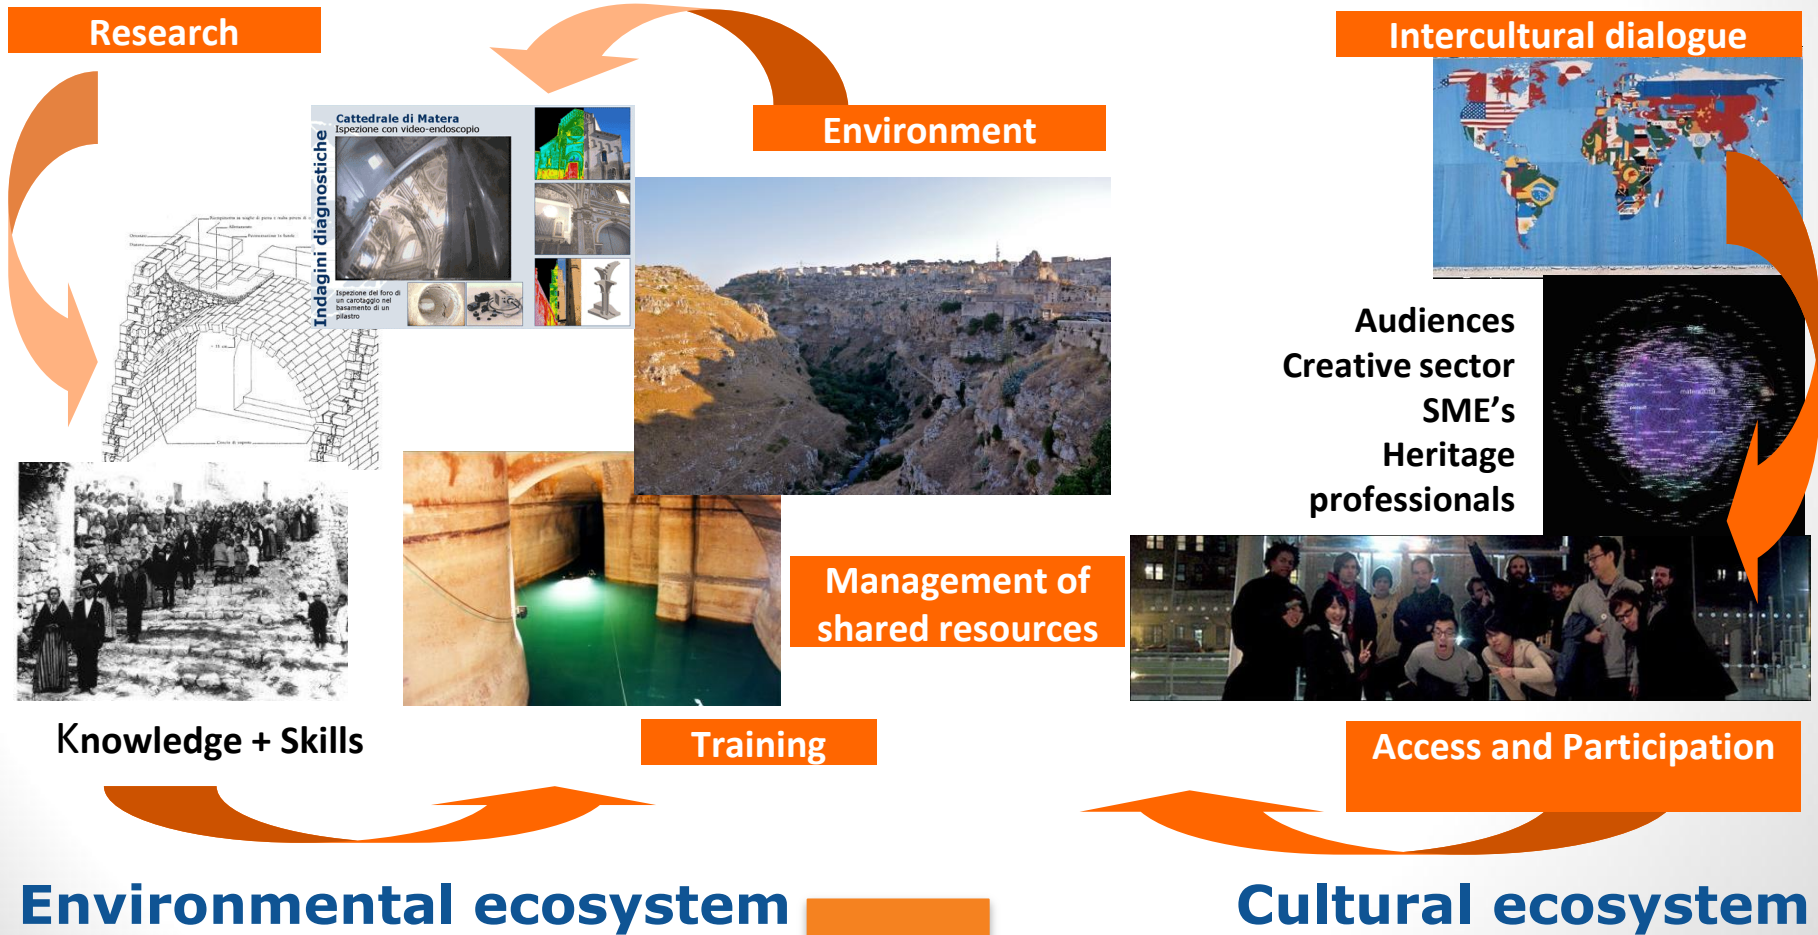 Research
Intercultural dialogue
Environment
Indagini diagnostiche
Cattedrale di Matera
Ispezione con video-endoscopio
Ispezione del foro di
un carotaggio nel
basamento di un
pilastro
Audiences
Creative sector
SME's
Heritage
professionals
Management of
shared resources
Knowledge + Skills
Training
Access and Participation
Environmental ecosystem
Cultural ecosystem